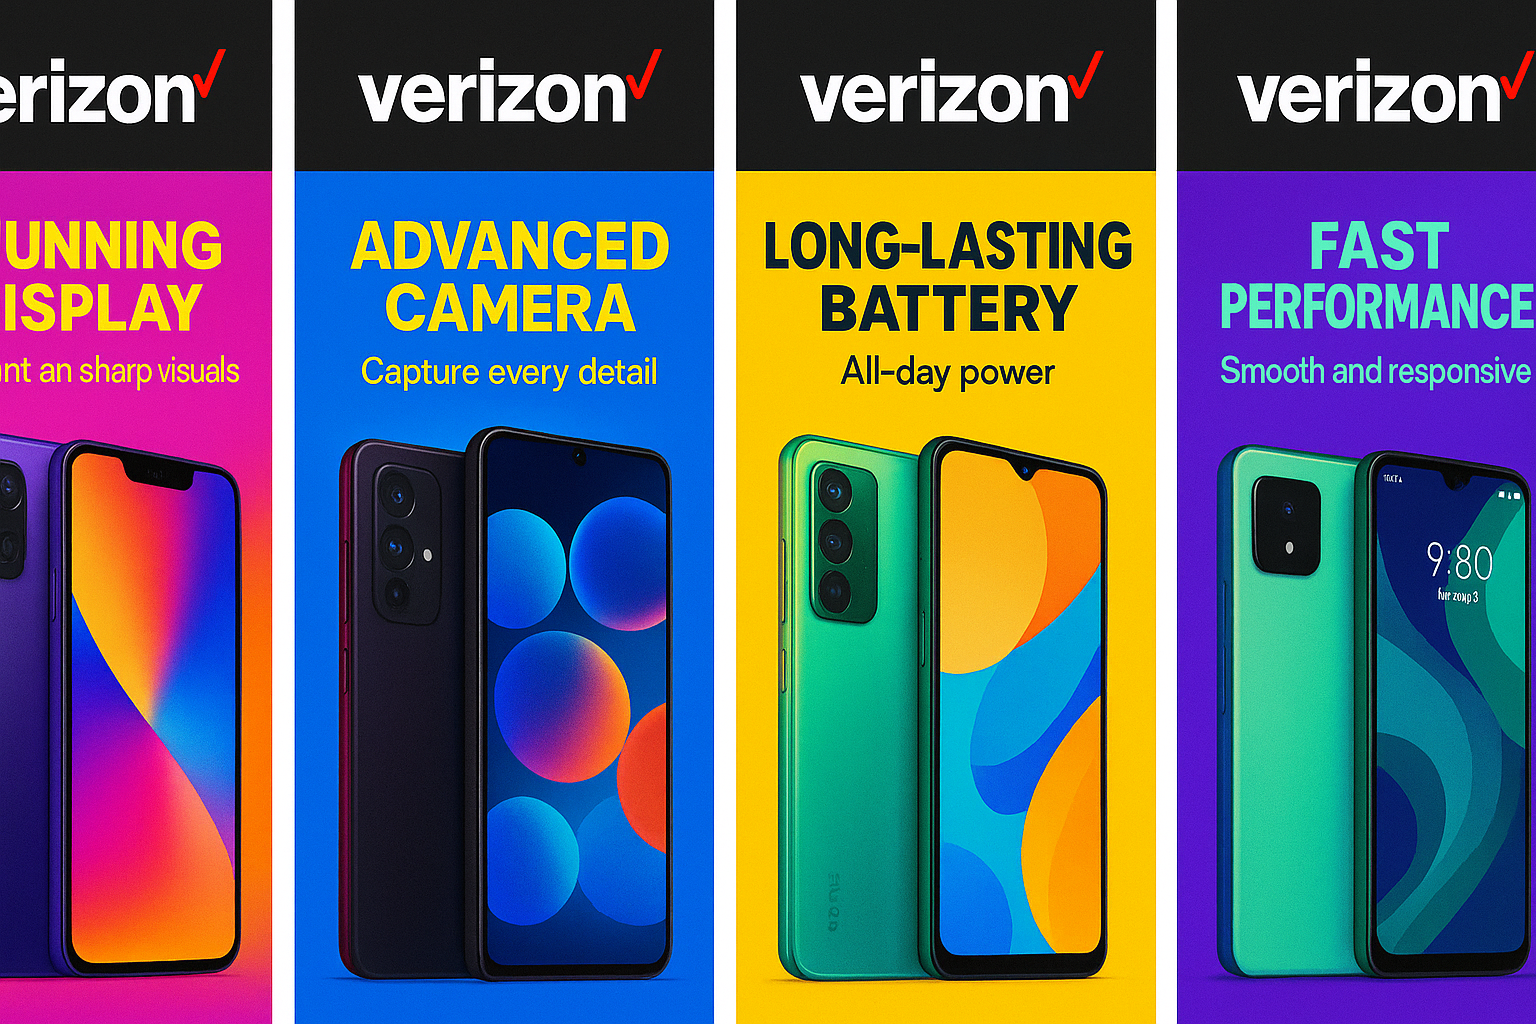 erizon
UNNING
ISPLAY
nt an sharp visuals
verizon
ADVANCED
CAMERA
Capture every detail
verizon
LONG-LASTING
BATTERY
All-day power
verizon
FAST
PERFORMANCE
Smooth and responsive
9:80